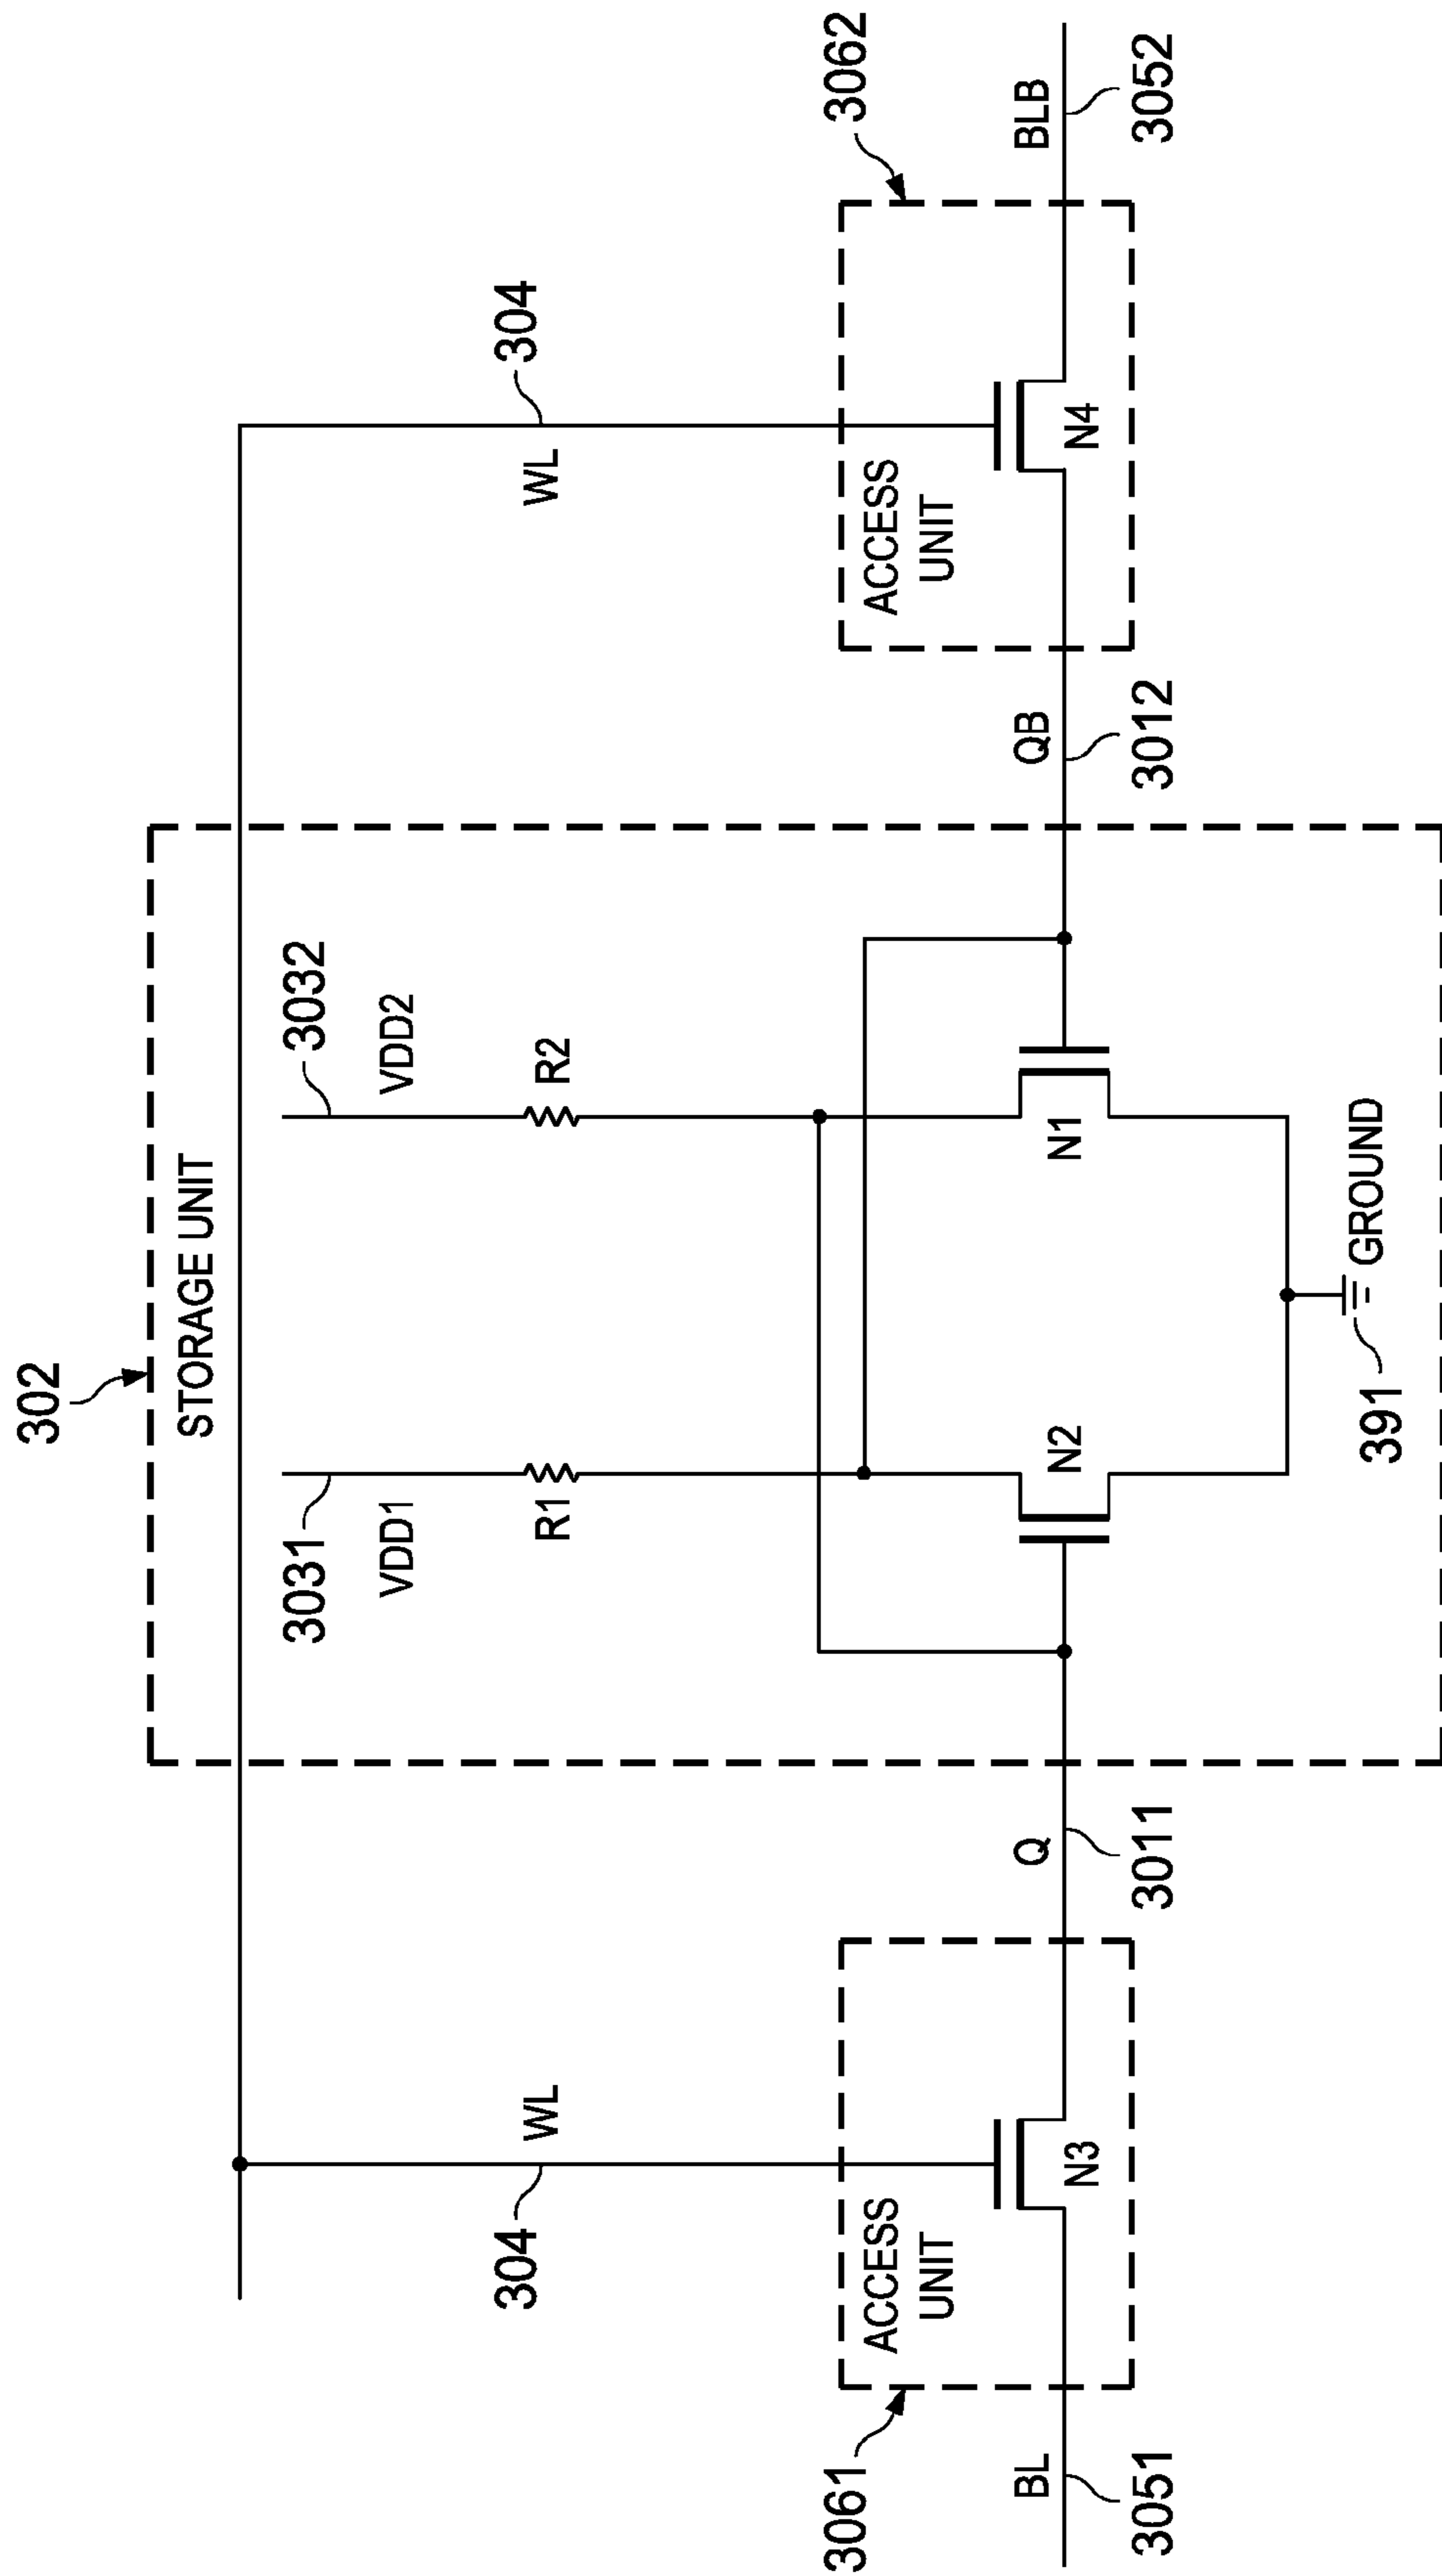 302
STORAGE UNIT
3031
VDD1
R1
3032
VDD2
R2
304
WL
304
WL
3061
ACCESS
UNIT
N3
3062
ACCESS
UNIT
N4
BL
3051
Q
3011
N2
N1
QB
3012
BLB
3052
391
GROUND